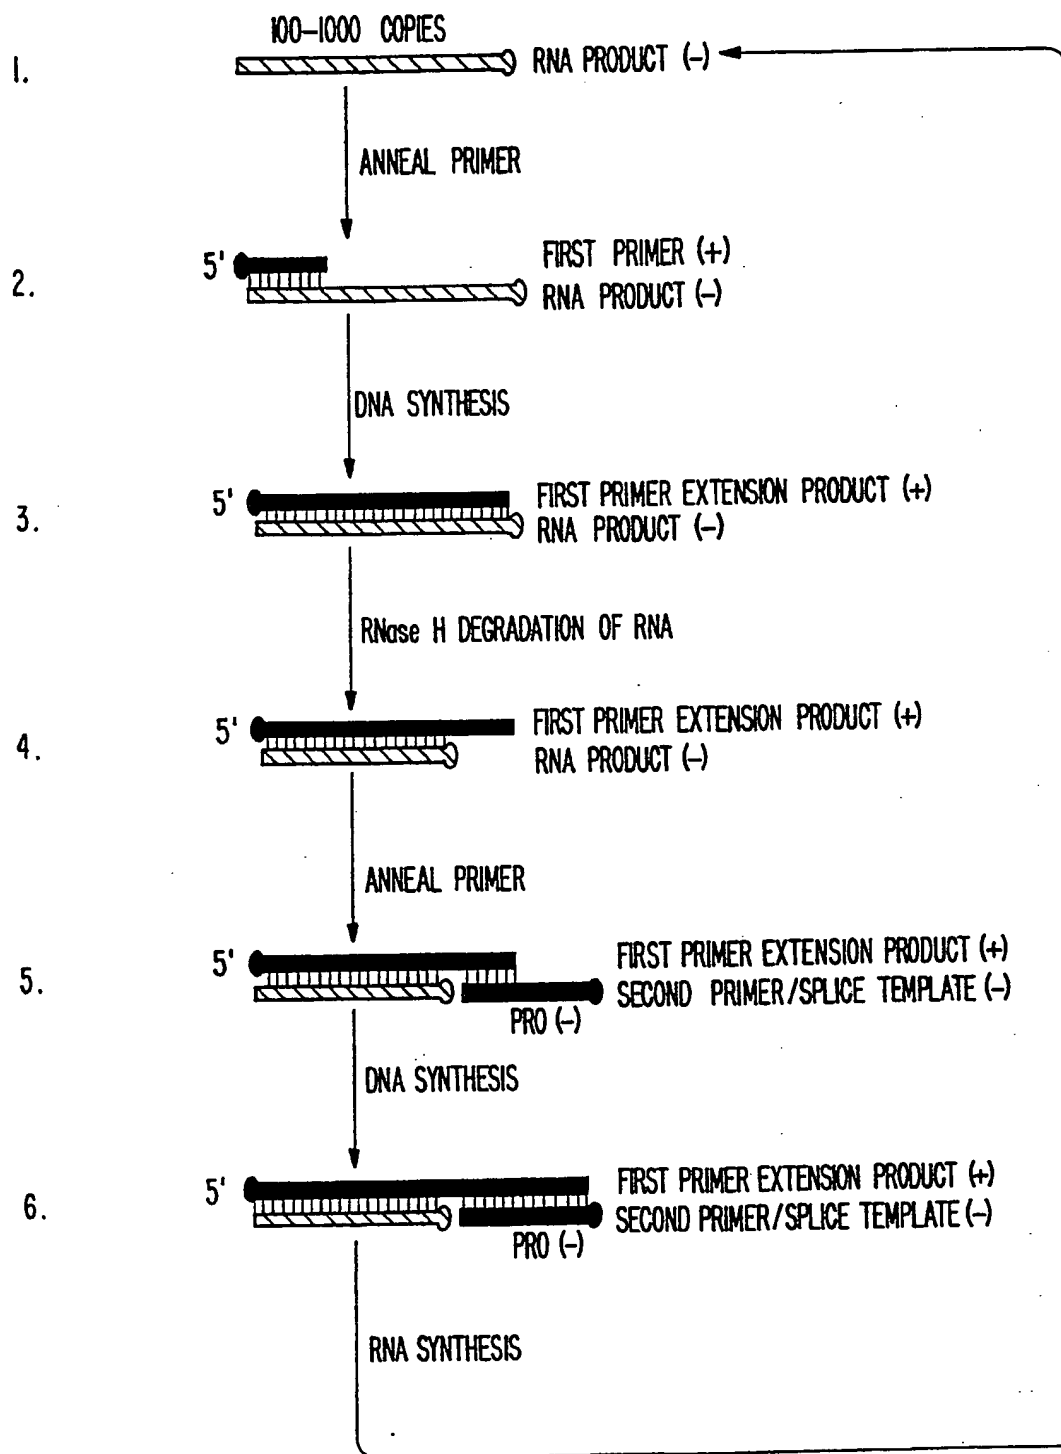 100-1000 COPIES
1.
RNA PRODUCT (-)
ANNEAL PRIMER
2.
5'
FIRST PRIMER (+)
RNA PRODUCT (-)
DNA SYNTHESIS
3.
5'
FIRST PRIMER EXTENSION PRODUCT (+)
RNA PRODUCT (-)
RNase H DEGRADATION OF RNA
4.
5'
FIRST PRIMER EXTENSION PRODUCT (+)
RNA PRODUCT (-)
ANNEAL PRIMER
5.
5'
FIRST PRIMER EXTENSION PRODUCT (+)
SECOND PRIMER/SPLICE TEMPLATE (-)
PRO (-)
DNA SYNTHESIS
6.
5'
FIRST PRIMER EXTENSION PRODUCT (+)
SECOND PRIMER/SPLICE TEMPLATE (-)
PRO (-)
RNA SYNTHESIS